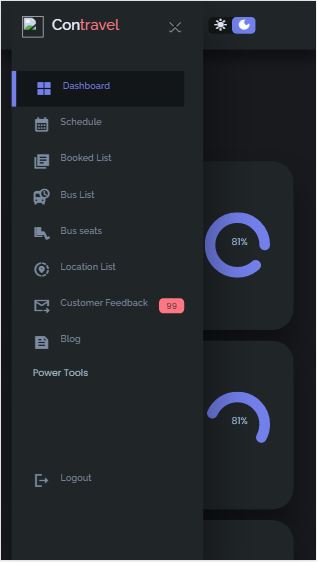 Contravel
Dashboard
Schedule
Booked List
Bus List
Bus seats
Location List
Customer Feedback 99
Blog
Power Tools
Logout
81%
81%